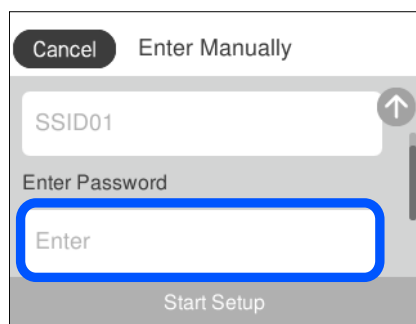 Cancel Enter Manually
SSID01
Enter Password
Enter
Start Setup